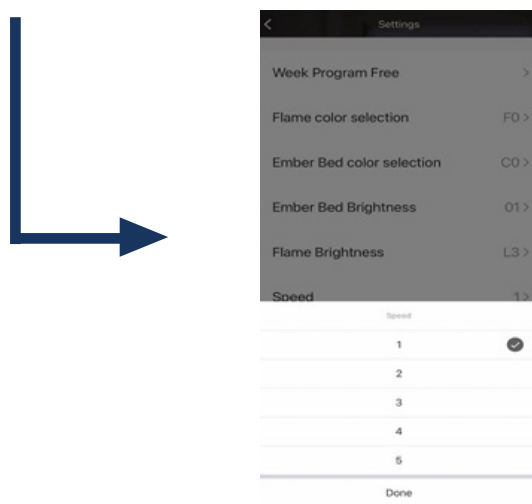 Settings
Week Program Free >
Flame color selection F0 >
Ember Bed color selection C0 >
Ember Bed Brightness 01 >
Flame Brightness L3 >
Speed 1 >
Speed
1
2
3
4
5
Done